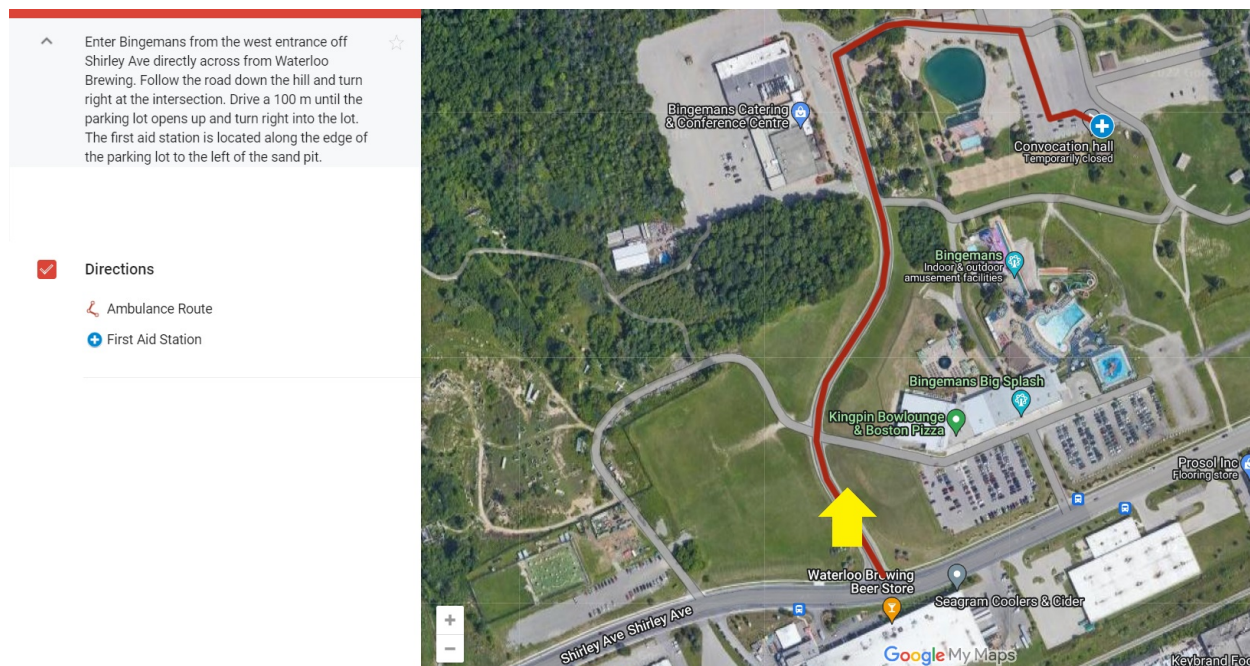 Enter Bingemans from the west entrance off
Shirley Ave directly across from Waterloo
Brewing. Follow the road down the hill and turn
right at the intersection. Drive a 100 m until the
parking lot opens up and turn right into the lot.
The first aid station is located along the edge of
the parking lot to the left of the sand pit.
Directions
Ambulance Route
First Aid Station
Bingemans Catering
& Conference Centre
Convocation hall
Temporarily closed
Bingemans
Indoor & outdoor
amusement facilities
Bingemans Big Splash
Kingpin Bowlounge
& Boston Pizza
Prosol Inc
Flooring store
Waterloo Brewing
Beer Store
Seagram Coolers & Cider
Shirley Ave Shirley Ave
Google My Maps